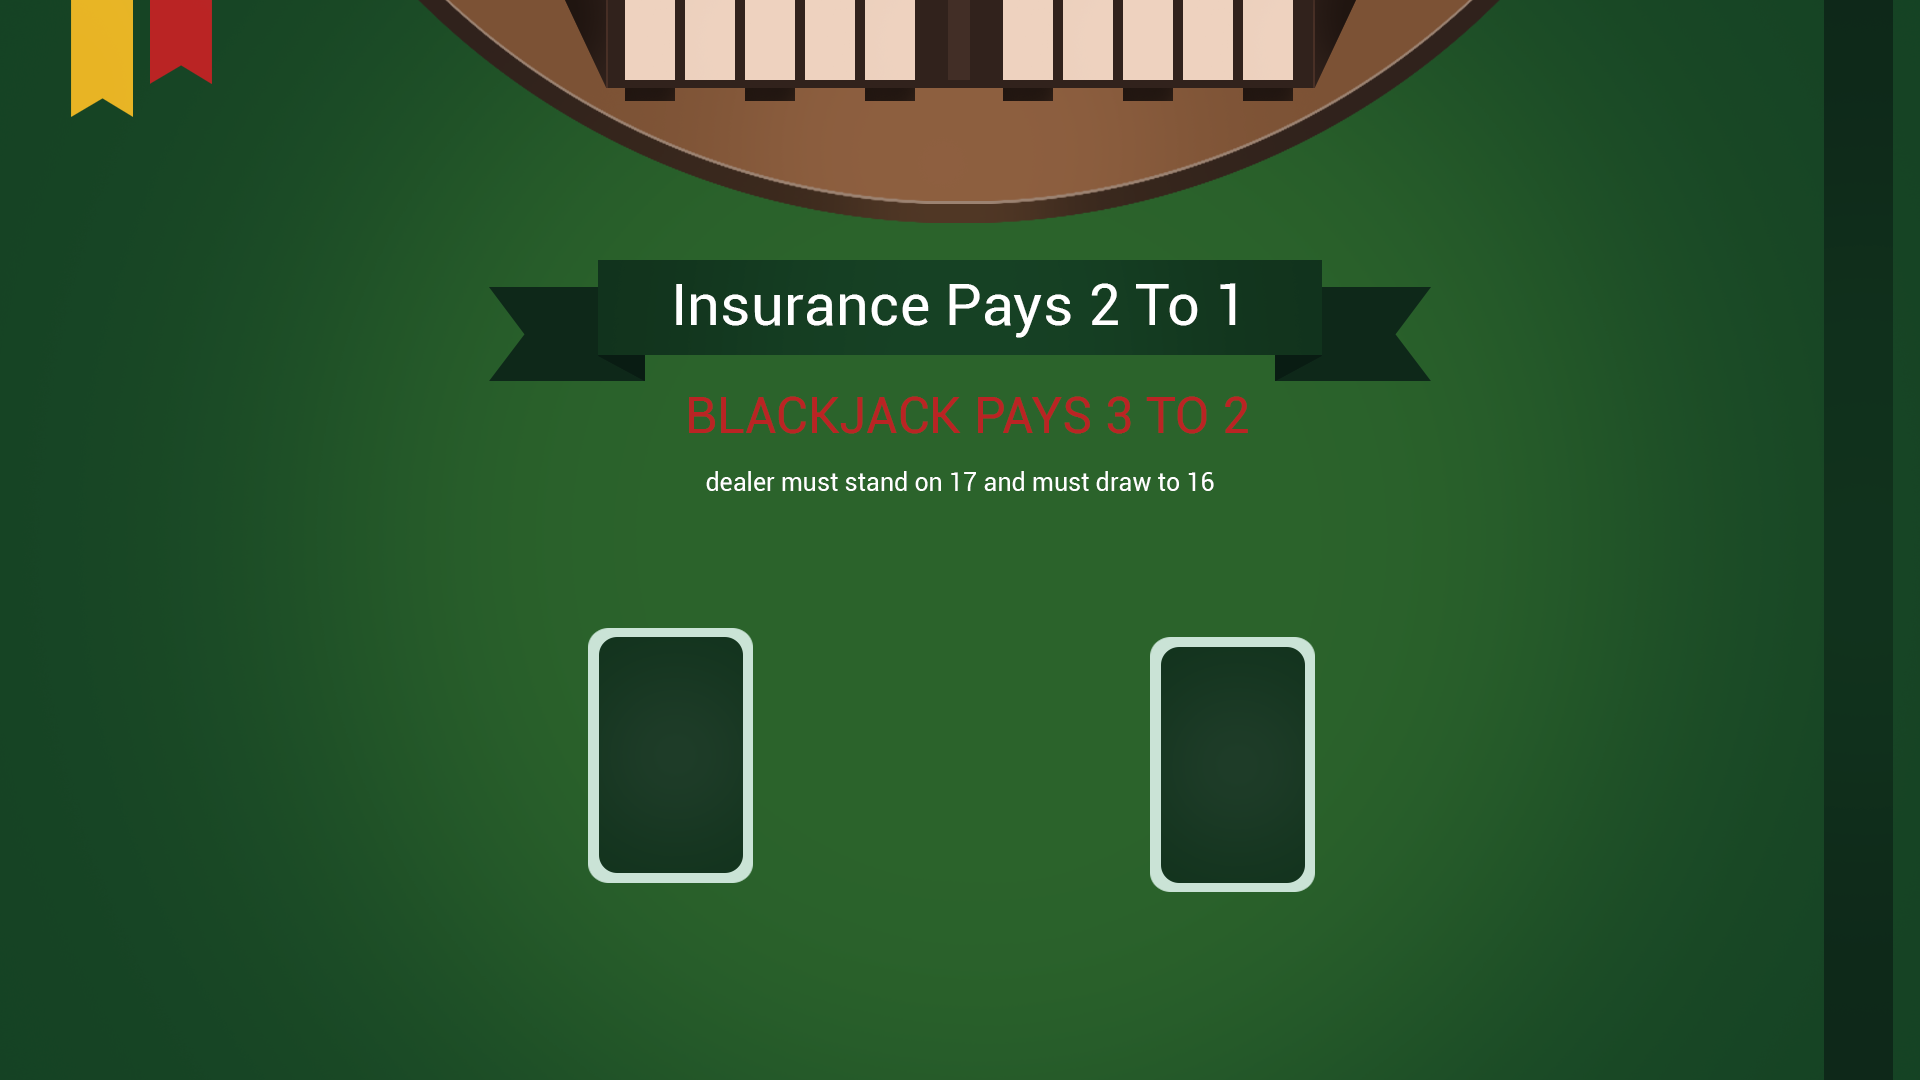 Insurance Pays 2 To 1
BLACKJACK PAYS 3 TO 2
dealer must stand on 17 and must draw to 16